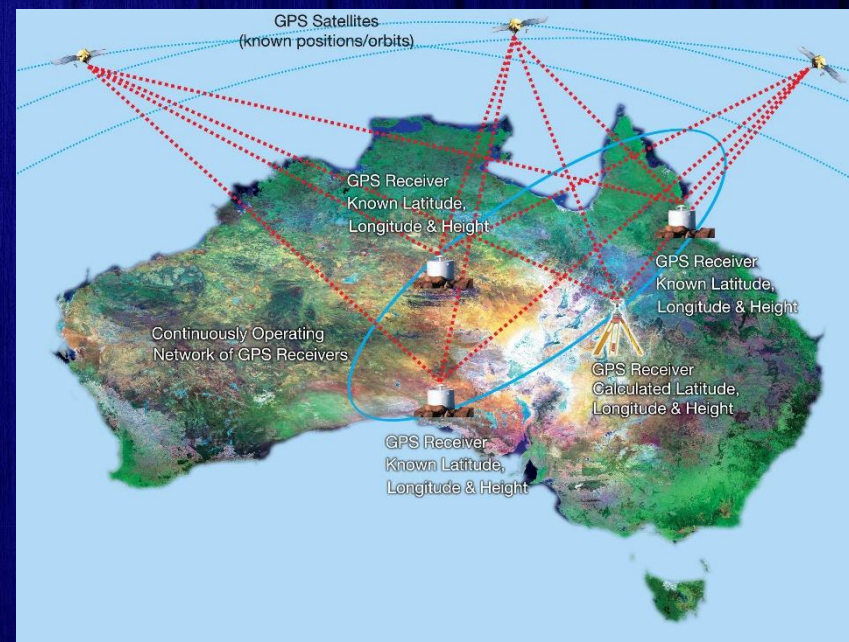 GPS Satellites
(known positions/orbits)
GPS Receiver
Known Latitude,
Longitude & Height
GPS Receiver
Known Latitude,
Longitude & Height
Continuously Operating
Network of GPS Receivers
GPS Receiver
Calculated Latitude,
Longitude & Height
GPS Receiver
Known Latitude,
Longitude & Height